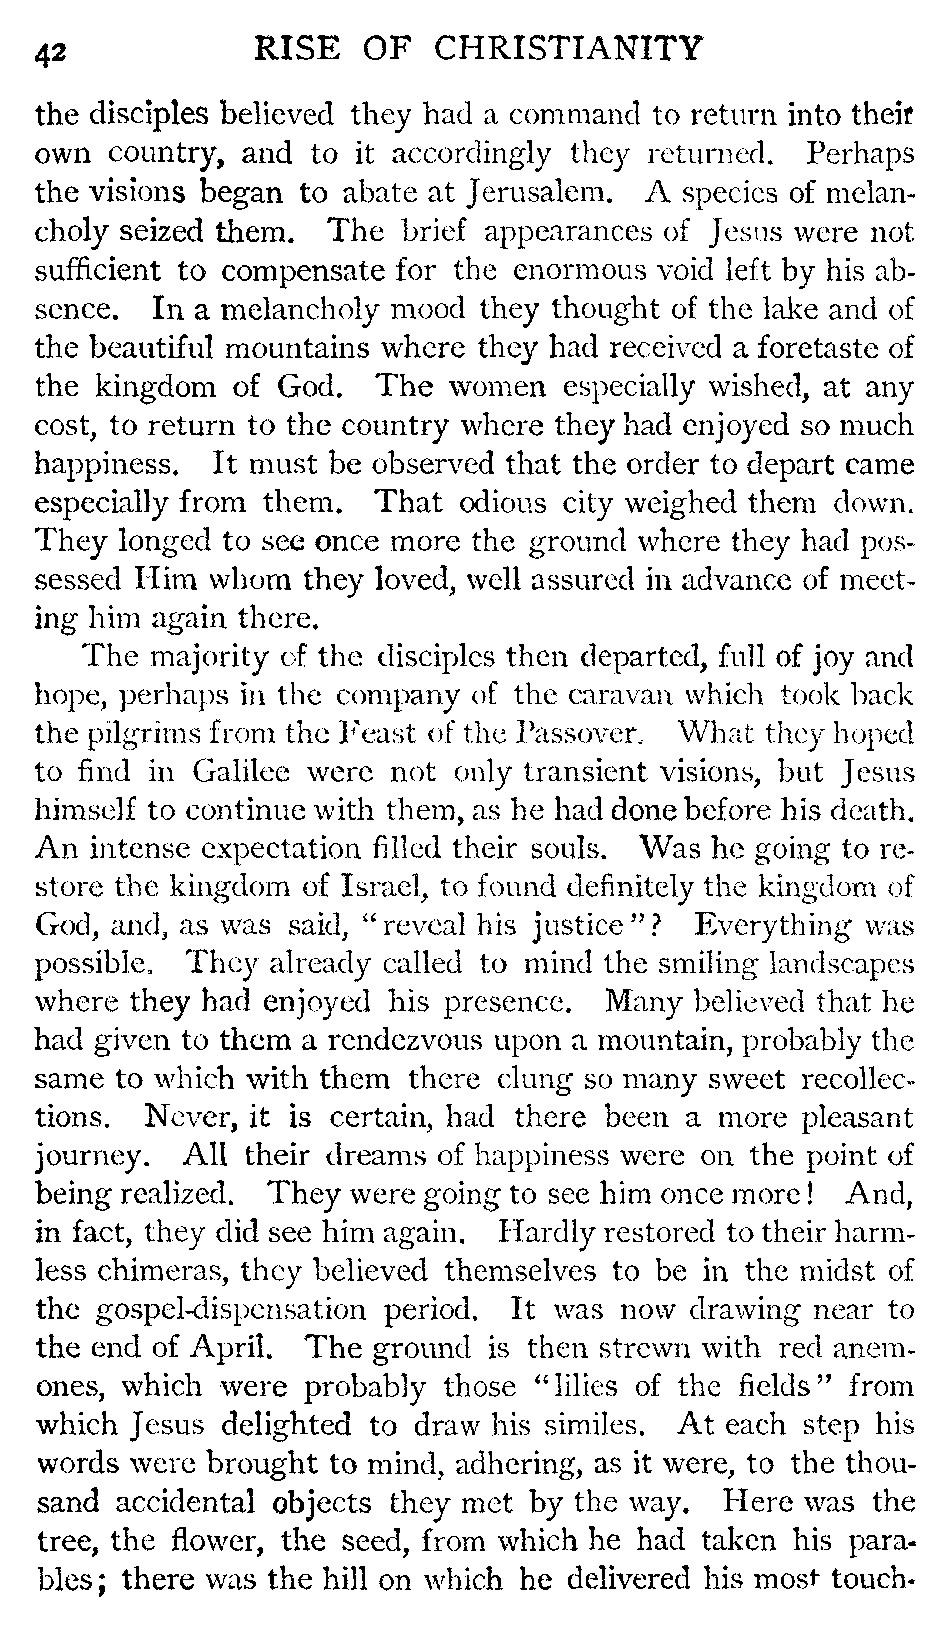 42 RISE OF CHRISTIANITY
the disciples believed they had a command to return into their
own country, and to it accordingly they returned. Perhaps
the visions began to abate at Jerusalem. A species of melan-
choly seized them. The brief appearances of Jesus were not
sufficient to compensate for the enormous void left by his ab-
sence. In a melancholy mood they thought of the lake and of
the beautiful mountains where they had received a foretaste of
the kingdom of God. The women especially wished, at any
cost, to return to the country where they had enjoyed so much
happiness. It must be observed that the order to depart came
especially from them. That odious city weighed them down.
They longed to see once more the ground where they had pos-
sessed Him whom they loved, well assured in advance of meet-
ing him again there.
The majority of the disciples then departed, full of joy and
hope, perhaps in the company of the caravan which took back
the pilgrims from the Feast of the Passover. What they hoped
to find in Galilee were not only transient visions, but Jesus
himself to continue with them, as he had done before his death.
An intense expectation filled their souls. Was he going to re-
store the kingdom of Israel, to found definitely the kingdom of
God, and, as was said, "reveal his justice"? Everything was
possible. They already called to mind the smiling landscapes
where they had enjoyed his presence. Many believed that he
had given to them a rendezvous upon a mountain, probably the
same to which with them there clung so many sweet recollec-
tions. Never, it is certain, had there been a more pleasant
journey. All their dreams of happiness were on the point of
being realized. They were going to see him once more! And,
in fact, they did see him again. Hardly restored to their harm-
less chimeras, they believed themselves to be in the midst of
the gospel-dispensation period. It was now drawing near to
the end of April. The ground is then strewn with red anem-
ones, which were probably those "lilies of the fields" from
which Jesus delighted to draw his similes. At each step his
words were brought to mind, adhering, as it were, to the thou-
sand accidental objects they met by the way. Here was the
tree, the flower, the seed, from which he had taken his para-
bles; there was the hill on which he delivered his most touch-